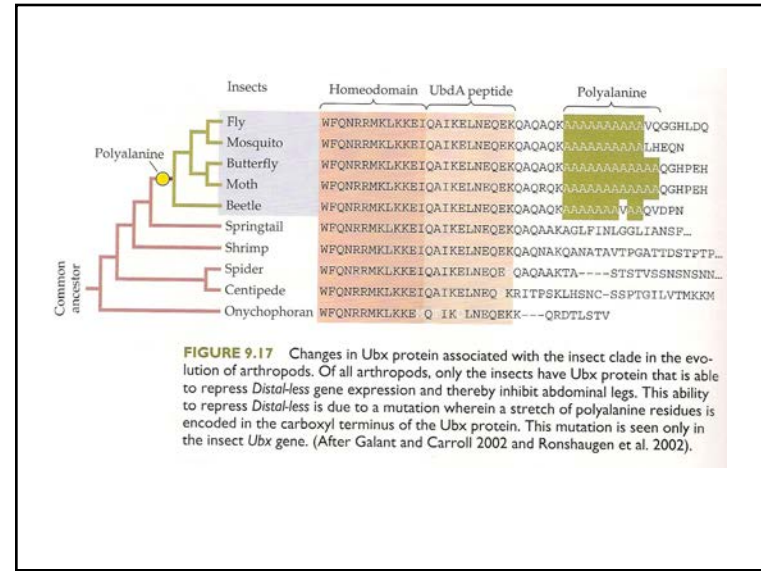 Insects Homeodomain UbdA peptide Polyalanine
Fly WFQNRRMKLKKEIQAIKELNEQEKQAQAQKAAAAAAAAAAVQGGHLDQ
Mosquito WFQNRRMKLKKEIQAIKELNEQEKQAQAQKAAAAAAAAAALHEQN
Polyalanine
Butterfly WFQNRRMKLKKEIQAIKELNEQEKQAQAQKAAAAAAAAAAAAQGHPEH
Moth WFQNRRMKLKKEIQAIKELNEQEKQAQRQKAAAAAAAAAAAAQGHPEH
Beetle WFQNRRMKLKKEIQAIKELNEQEKQAQAQKAAAAAAAVAAQVDPN
Springtail WFQNRRMKLKKEIQAIKELNEQEKQAQAAKAGLFINLGGLIANSF...
Shrimp WFQNRRMKLKKEIQAIKELNEQEKQAQNAKQANATAVTPGATTDSTPTP...
Spider WFQNRRMKLKKEIQAIKELNEQE QAQAAKTA----STSTVSSNSNSNN...
Centipede WFQNRRMKLKKEIQAIKELNEQ KRITPSKLHSNC-SSPTGILVTMKKM
Onychophoran WFQNRRMKLKKE Q IK LNEQEKK---QRDTLSTV
Common
ancestor
FIGURE 9.17 Changes in Ubx protein associated with the insect clade in the evo-
lution of arthropods. Of all arthropods, only the insects have Ubx protein that is able
to repress Distal-less gene expression and thereby inhibit abdominal legs. This ability
to repress Distal-less is due to a mutation wherein a stretch of polyalanine residues is
encoded in the carboxyl terminus of the Ubx protein. This mutation is seen only in
the insect Ubx gene. (After Galant and Carroll 2002 and Ronshaugen et al. 2002).